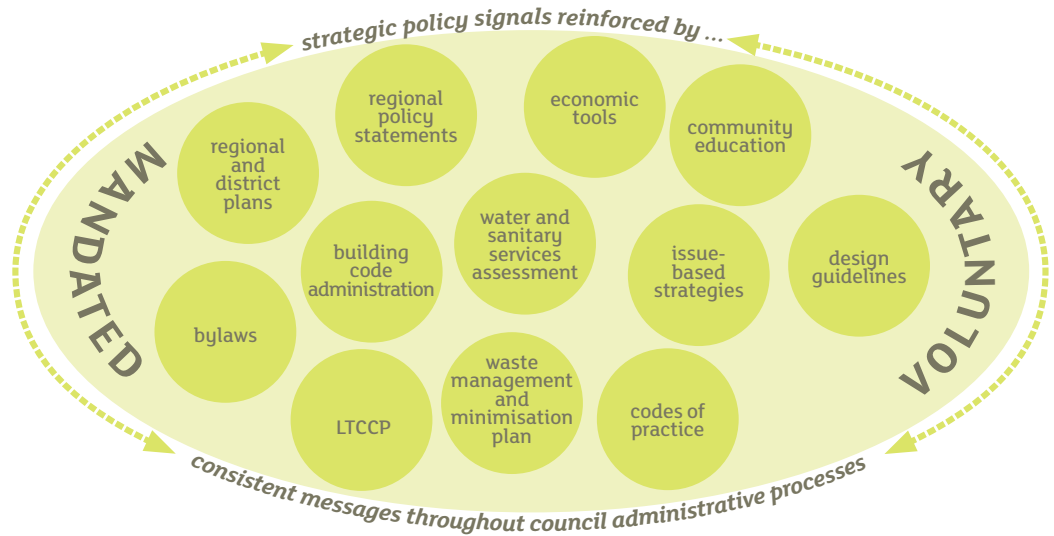 strategic policy signals reinforced by ...
MANDATED
regional
and
district
plans
regional
policy
statements
economic
tools
community
education
VOLUNTARY
bylaws
building
code
administration
water and
sanitary
services
assessment
issue-
based
strategies
design
guidelines
LTCCP
waste
management
and
minimisation
plan
codes of
practice
consistent messages throughout council administrative processes